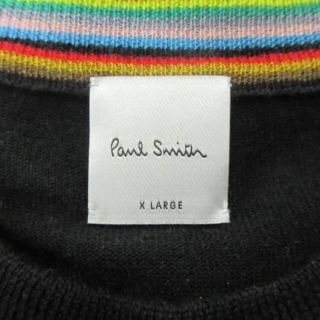 Paul Smith
X LARGE